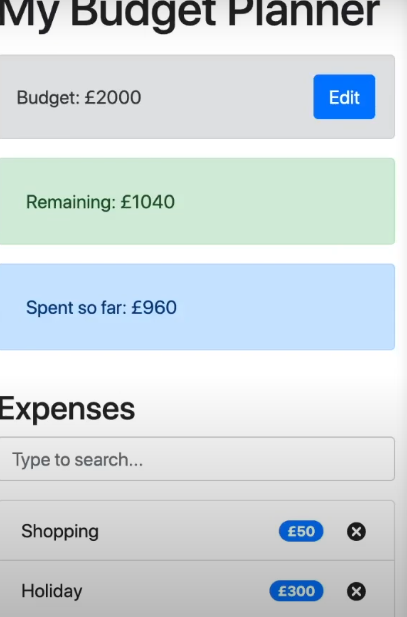 My Budget Planner
Budget: £2000
Edit
Remaining: £1040
Spent so far: £960
Expenses
Type to search...
Shopping
£50
Holiday
£300